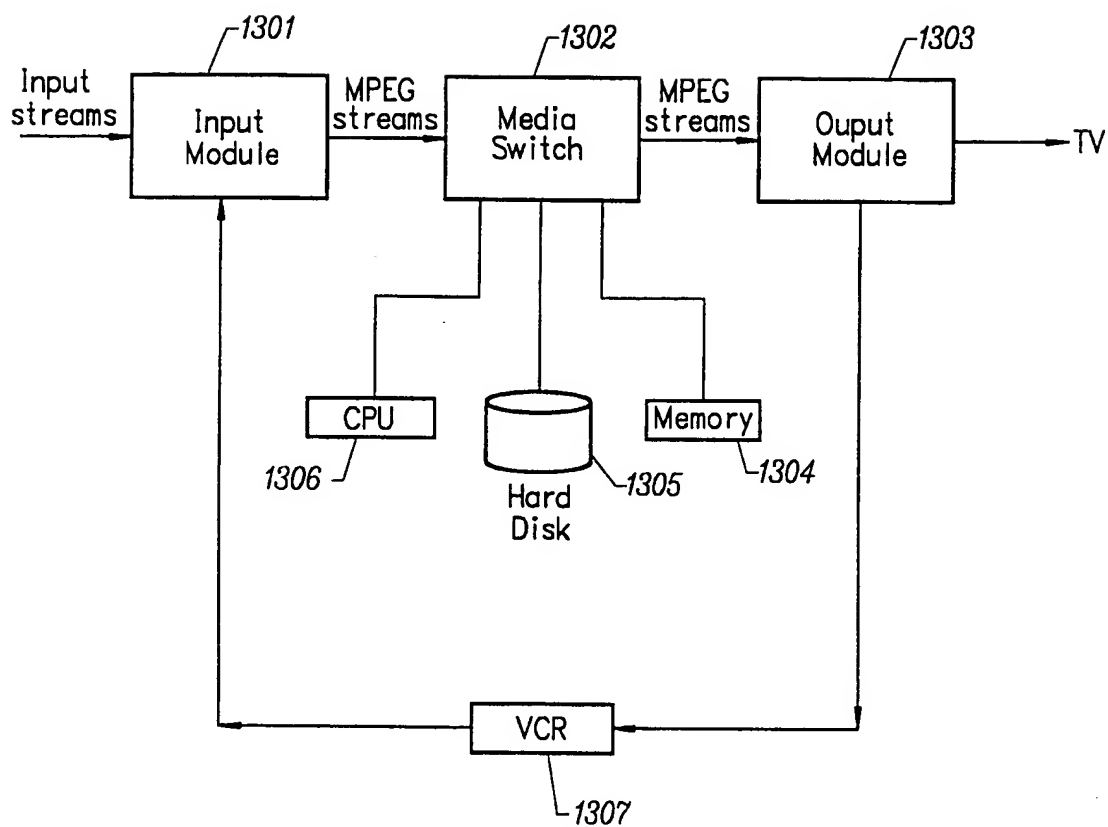 1301
1302
1303
Input
streams
Input
Module
MPEG
streams
Media
Switch
MPEG
streams
Ouput
Module
TV
CPU
1306
Hard
Disk
1305
Memory
1304
VCR
1307